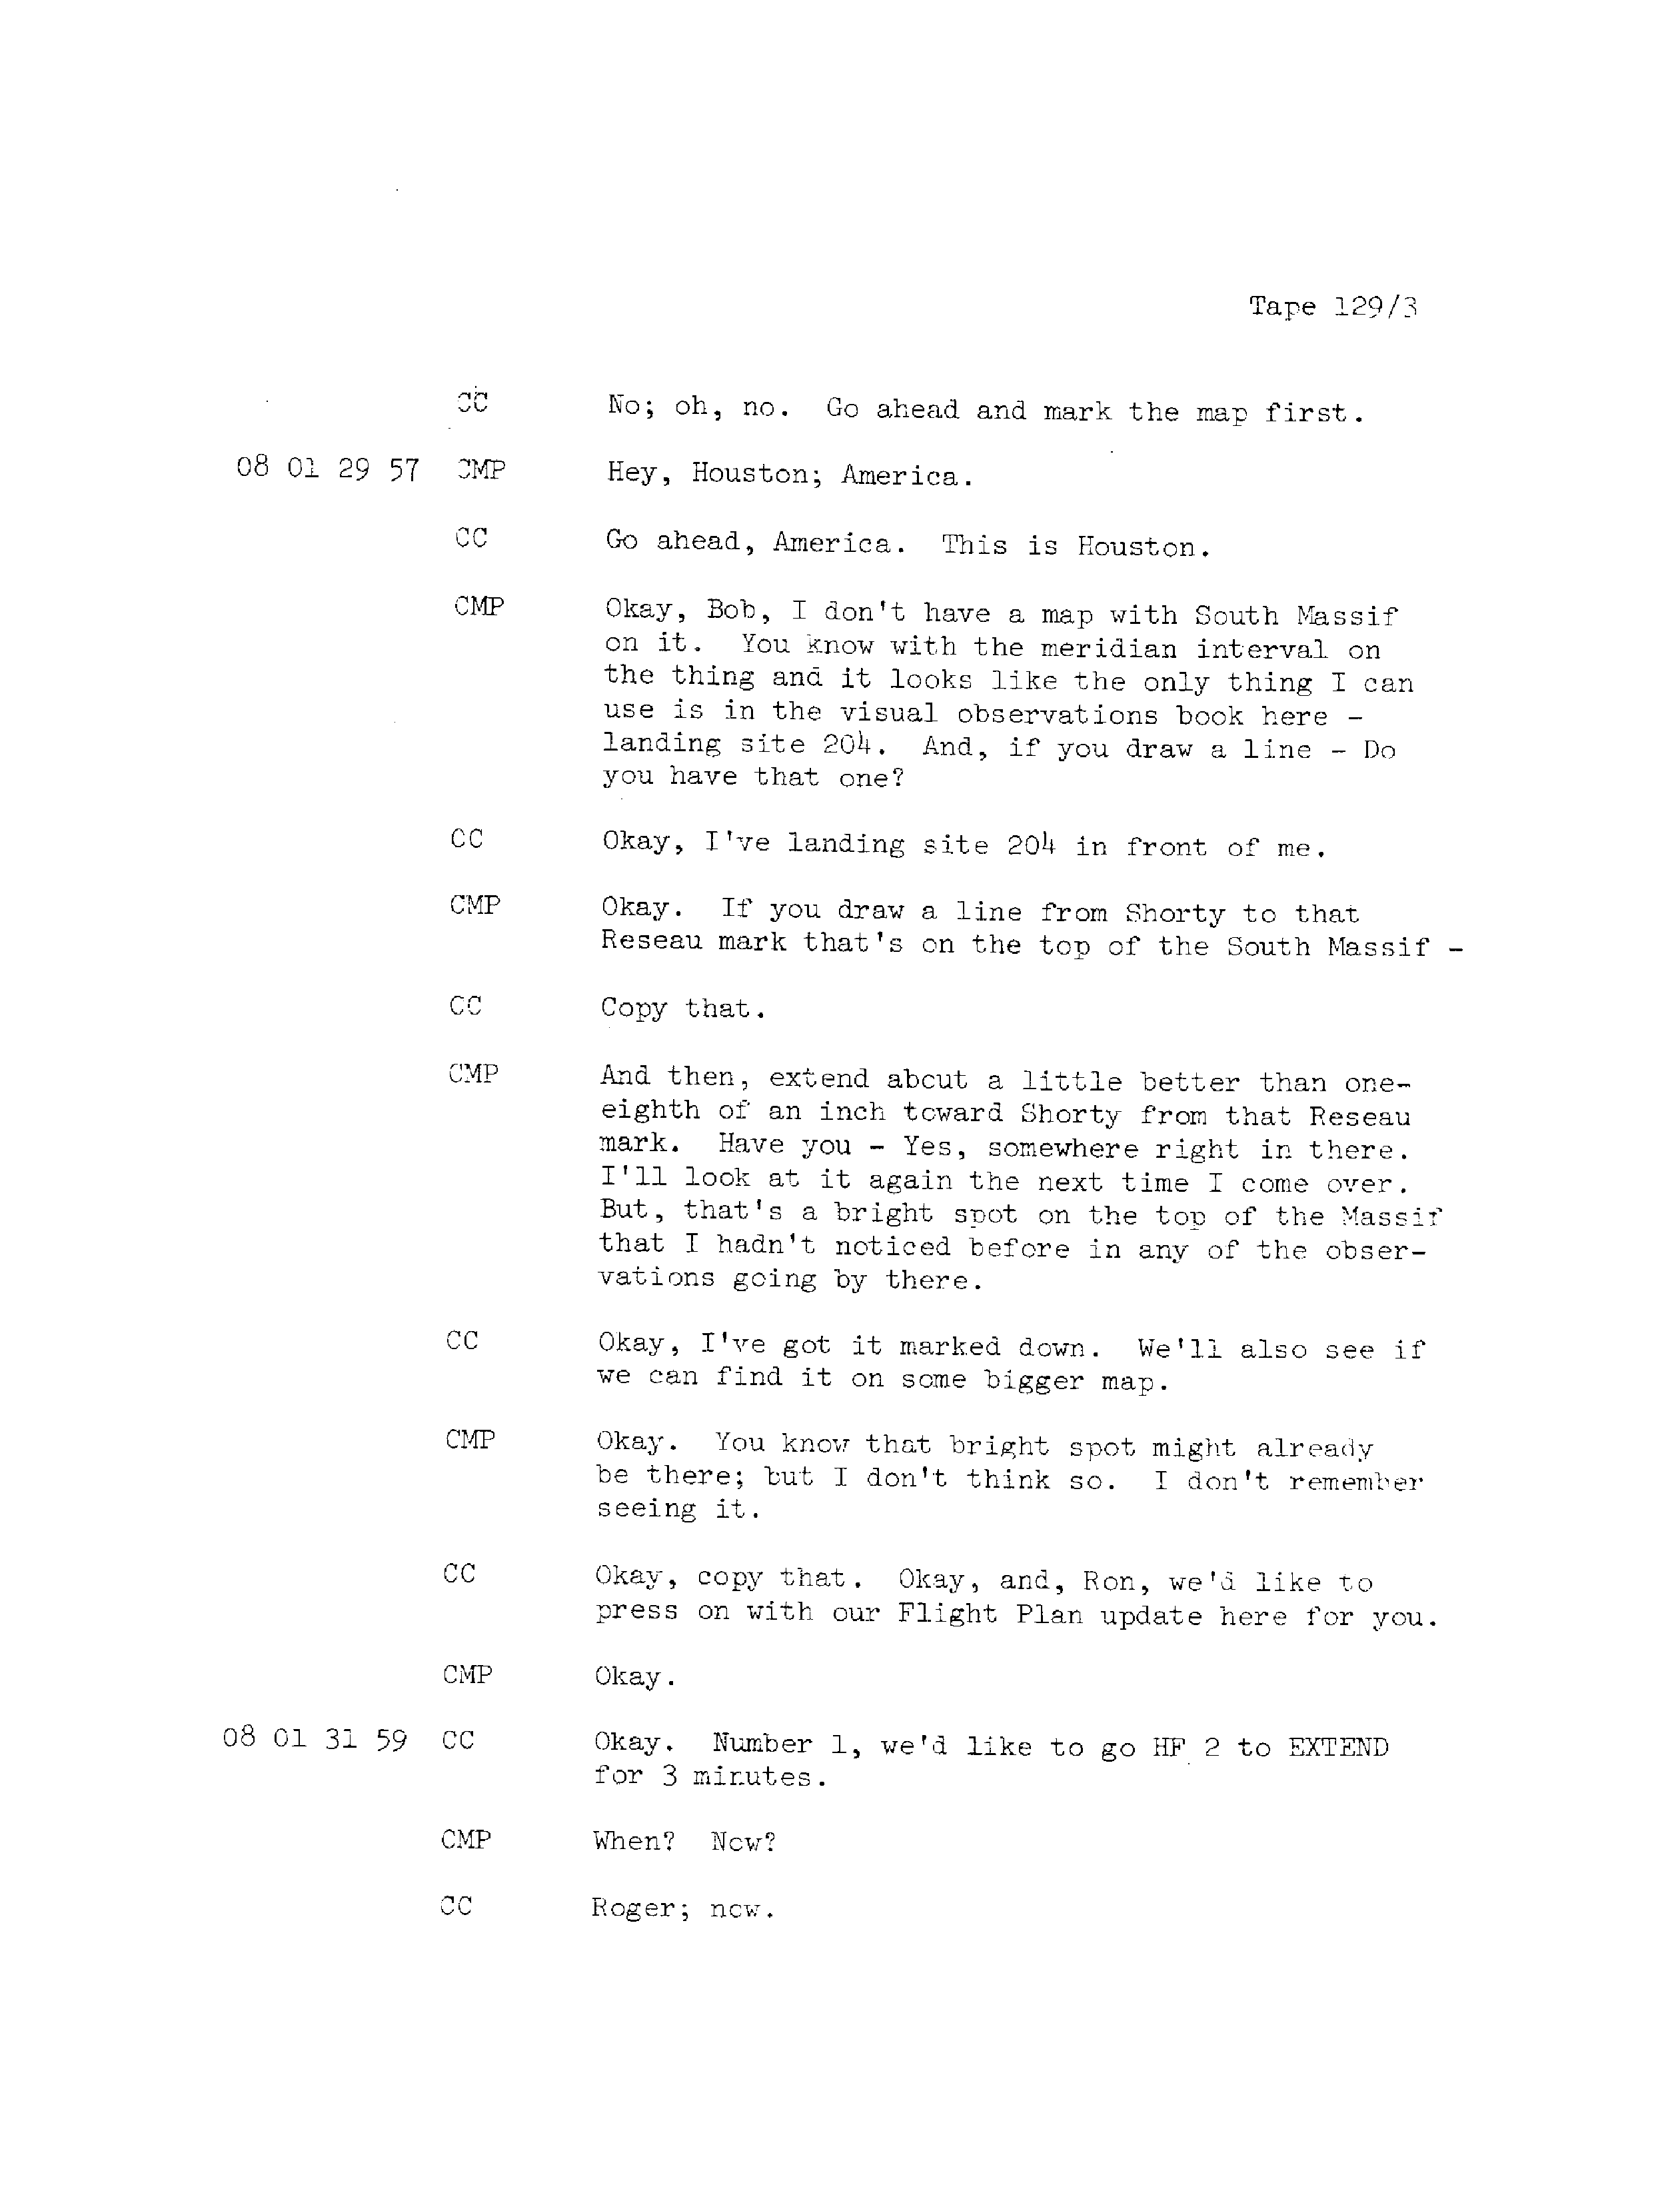 Tape 129/3
CC No; oh, no. Go ahead and mark the map first.
08 01 29 57 CMP Hey, Houston; America.
CC Go ahead, America. This is Houston.
CMP Okay, Bob, I don't have a map with South Massif
on it. You know with the meridian interval on
the thing and it looks like the only thing I can
use is in the visual observations book here -
landing site 204. And, if you draw a line - Do
you have that one?
CC Okay, I've landing site 204 in front of me.
CMP Okay. If you draw a line from Shorty to that
Reseau mark that's on the top of the South Massif -
CC Copy that.
CMP And then, extend about a little better than one-
eighth of an inch toward Shorty from that Reseau
mark. Have you - Yes, somewhere right in there.
I'll look at it again the next time I come over.
But, that's a bright spot on the top of the Massif
that I hadn't noticed before in any of the obser-
vations going by there.
CC Okay, I've got it marked down. We'll also see if
we can find it on some bigger map.
CMP Okay. You know that bright spot might already
be there; but I don't think so. I don't remember
seeing it.
CC Okay, copy that. Okay, and, Ron, we'd like to
press on with our Flight Plan update here for you.
CMP Okay.
08 01 31 59 CC Okay. Number 1, we'd like to go HF 2 to EXTEND
for 3 minutes.
CMP When? Now?
CC Roger; now.